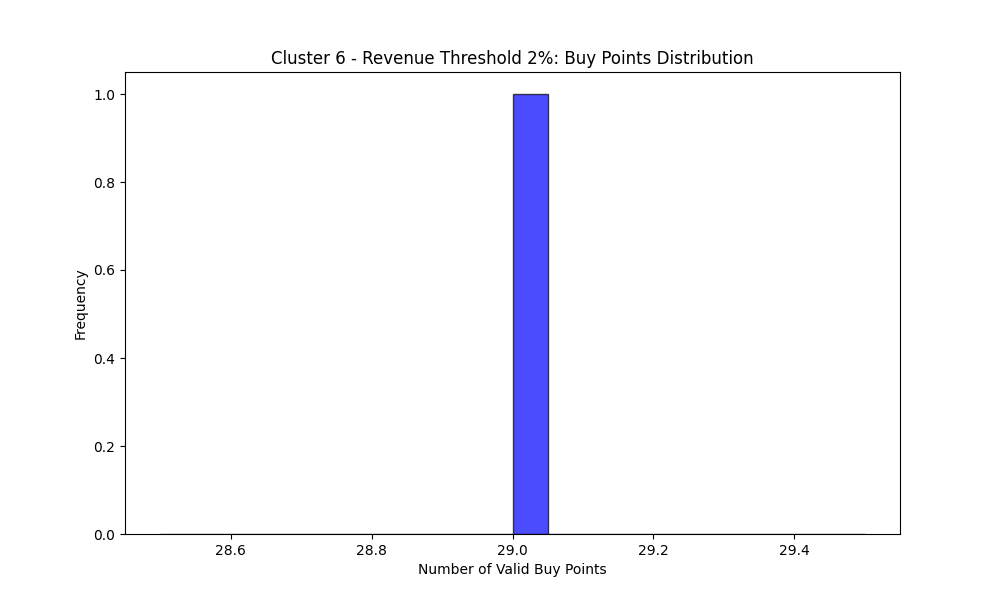 Cluster 6 - Revenue Threshold 2%: Buy Points Distribution
1.0
0.8
0.6
0.4
0.2
0.0
Frequency
28.6 28.8 29.0 29.2 29.4
Number of Valid Buy Points